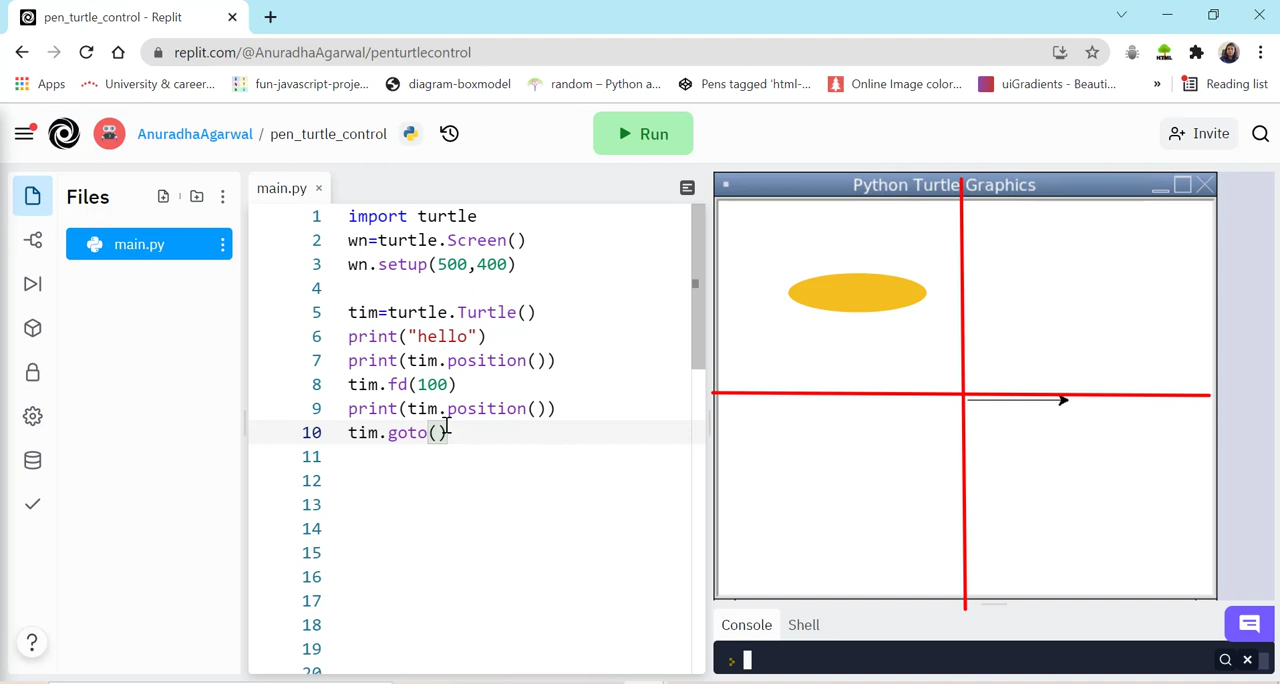 pen_turtle_control - Replit
replit.com/@AnuradhaAgarwal/penturtlecontrol
Apps University & career... fun-javascript-proje... diagram-boxmodel random – Python a... Pens tagged 'html-... Online Image color... uiGradients - Beauti... » Reading list
AnuradhaAgarwal / pen_turtle_control Run Invite
Files
main.py
main.py
Python Turtle Graphics
1 import turtle
2 wn=turtle.Screen()
3 wn.setup(500,400)
4
5 tim=turtle.Turtle()
6 print("hello")
7 print(tim.position())
8 tim.fd(100)
9 print(tim.position())
10 tim.goto()
11
12
13
14
15
16
17
18
19
20
Console Shell